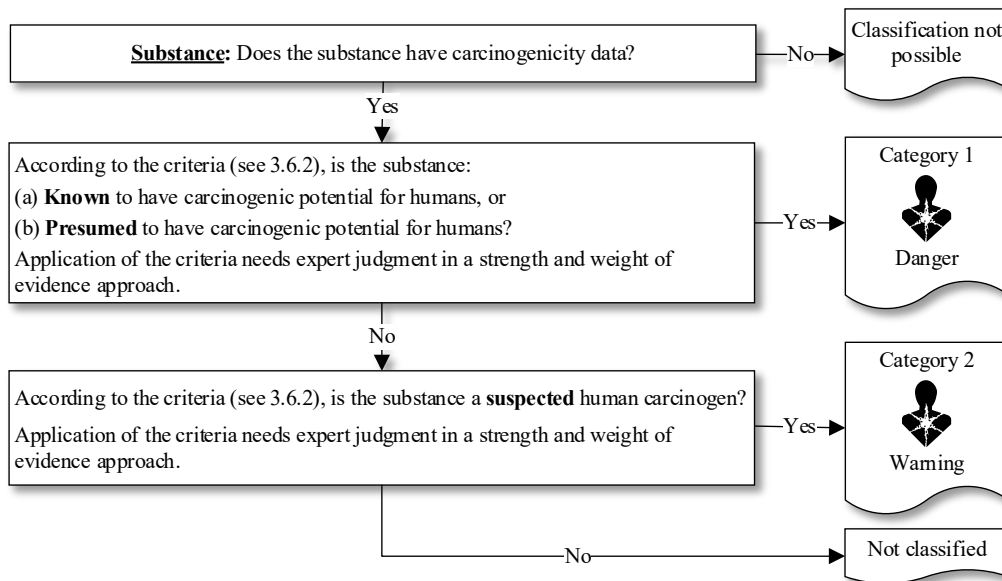 Substance: Does the substance have carcinogenicity data?
No
Classification not
possible
Yes
According to the criteria (see 3.6.2), is the substance:
(a) Known to have carcinogenic potential for humans, or
(b) Presumed to have carcinogenic potential for humans?
Application of the criteria needs expert judgment in a strength and weight of
evidence approach.
Yes
Category 1
Danger
No
According to the criteria (see 3.6.2), is the substance a suspected human carcinogen?
Application of the criteria needs expert judgment in a strength and weight of
evidence approach.
Yes
Category 2
Warning
No
Not classified